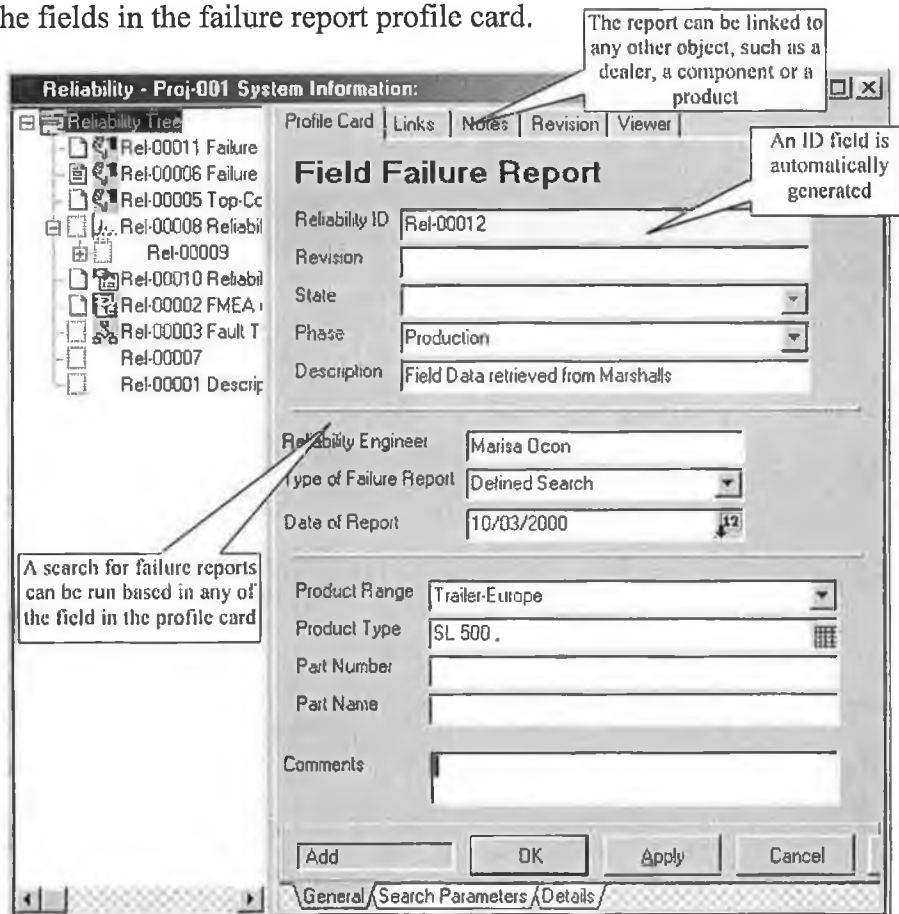 he fields in the failure report profile card.
The report can be linked to
any other object, such as a
dealer, a component or a
product
Reliability - Proj-001 System Information:
Reliability Tree
Rel-00011 Failure
Rel-00006 Failure
Rel-00005 Top-Cc
Rel-00008 Reliabil
Rel-00009
Rel-00010 Reliabil
Rel-00002 FMEA
Rel-00003 Fault T
Rel-00007
Rel-00001 Descrip
Profile Card Links Notes Revision Viewer
An ID field is
automatically
generated
Field Failure Report
Reliability ID Rel-00012
Revision
State
Phase Production
Description Field Data retrieved from Marshalls
Reliability Engineer Marisa Ocon
Type of Failure Report Defined Search
Date of Report 10/03/2000 12
A search for failure reports
can be run based in any of
the field in the profile card
Product Range Trailer-Europe
Product Type SL 500 .
Part Number
Part Name
Comments
Add OK Apply Cancel
General Search Parameters Details